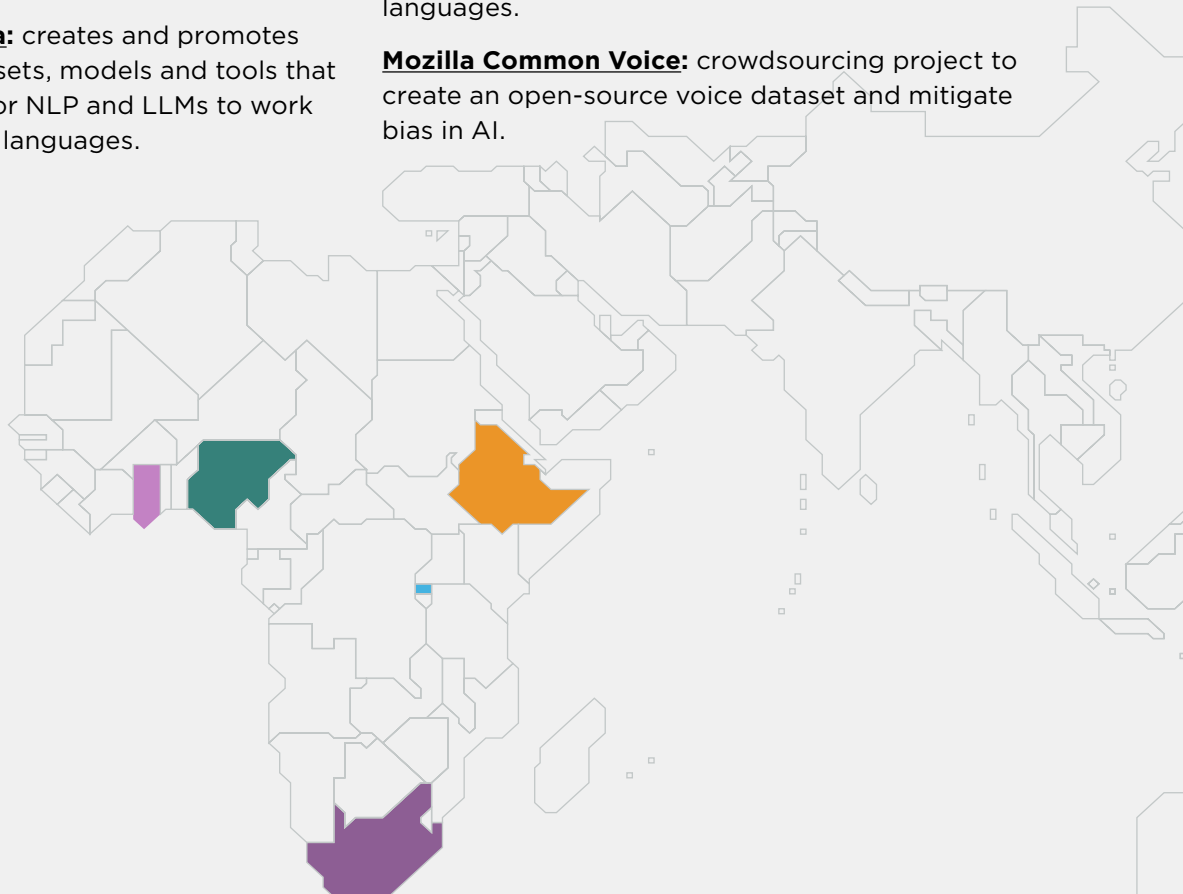 a: creates and promotes
sets, models and tools that
or NLP and LLMs to work
languages.
languages.
Mozilla Common Voice: crowdsourcing project to
create an open-source voice dataset and mitigate
bias in AI.